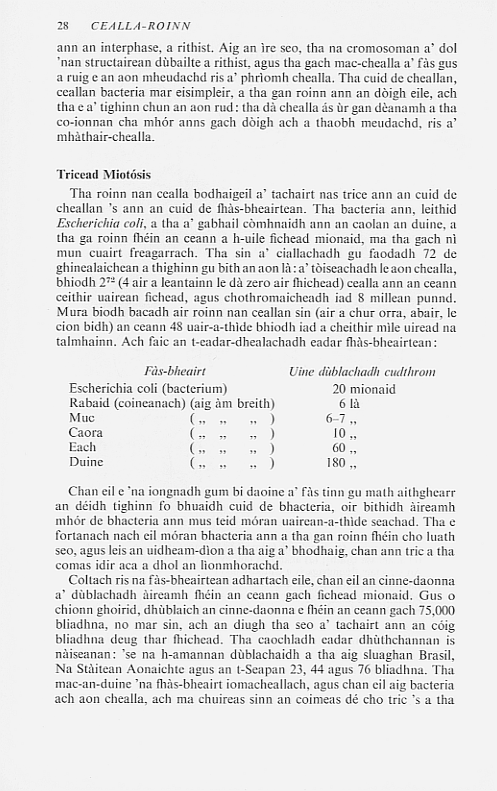 28 CEALLA-ROINN
ann an interphase, a rithist. Aig an ìre seo, tha na cromosoman a’ dol
’nan structairean dùbailte a rithist, agus tha gach mac-chealla a’ fàs gus
a ruig e an aon mheudachd ris a’ phrìomh chealla. Tha cuid de cheallan,
ceallan bacteria mar eisimpleir, a tha gan roinn ann an dòigh eile, ach
tha e a’ tighinn chun an aon rud: tha dà chealla ás ùr gan dèanamh a tha
co-ionnan cha mhór anns gach dòigh ach a thaobh meudachd, ris a’
mhàthair-chealla.
Tricead Miotósis
Tha roinn nan cealla bodhaigeil a’ tachairt nas trice ann an cuid de
cheallan ’s ann an cuid de fhàs-bheairtean. Tha bacteria ann, leithid
Escherichia coli, a tha a’ gabhail còmhnaidh ann an caolan an duine, a
tha ga roinn fhéin an ceann a h-uile fichead mionaid, ma tha gach nì
mun cuairt freagarrach. Tha sin a’ ciallachadh gu faodadh 72 de
ghinealaichean a thighinn gu bith an aon là: a’ tòiseachadh le aon chealla,
bhiodh 2⁷² (4 air a leantainn le dà zero air fhichead) cealla ann an ceann
ceithir uairean fichead, agus chothromaicheadh iad 8 millean punnd.
Mura biodh bacadh air roinn nan ceallan sin (air a chur orra, abair, le
cion bidh) an ceann 48 uair-a-thìde bhiodh iad a cheithir mìle uiread na
talmhainn. Ach faic an t-eadar-dhealachadh eadar fhàs-bheairtean:
Fàs-bheairt Uine dùblachadh cudthrom
Escherichia coli (bacterium) 20 mionaid
Rabaid (coineanach) (aig àm breith) 6 là
Muc ( „ „ „ ) 6–7 „
Caora ( „ „ „ ) 10 „
Each ( „ „ „ ) 60 „
Duine ( „ „ „ ) 180 „
Chan eil e ’na iongnadh gum bi daoine a’ fàs tinn gu math aithghearr
an déidh tighinn fo bhuaidh cuid de bhacteria, oir bithidh àireamh
mhór de bhacteria ann mus teid móran uairean-a-thìde seachad. Tha e
fortanach nach eil móran bhacteria ann a tha gan roinn fhéin cho luath
seo, agus leis an uidheam-dìon a tha aig a’ bhodhaig, chan ann tric a tha
comas idir aca a dhol an lìonmhorachd.
Coltach ris na fàs-bheairtean adhartach eile, chan eil an cinne-daonna
a’ dùblachadh àireamh fhéin an ceann gach fichead mionaid. Gus o
chionn ghoirid, dhùblaich an cinne-daonna e fhéin an ceann gach 75,000
bliadhna, no mar sin, ach an diugh tha seo a’ tachairt ann an cóig
bliadhna deug thar fhichead. Tha caochladh eadar dhùthchannan is
nàiseanan: ’se na h-amannan dùblachaidh a tha aig sluaghan Brasil,
Na Stàitean Aonaichte agus an t-Seapan 23, 44 agus 76 bliadhna. Tha
mac-an-duine ’na fhàs-bheirt iomacheallach, agus chan eil aig bacteria
ach aon chealla, ach ma chuireas sinn an coimeas dé cho tric ’s a tha